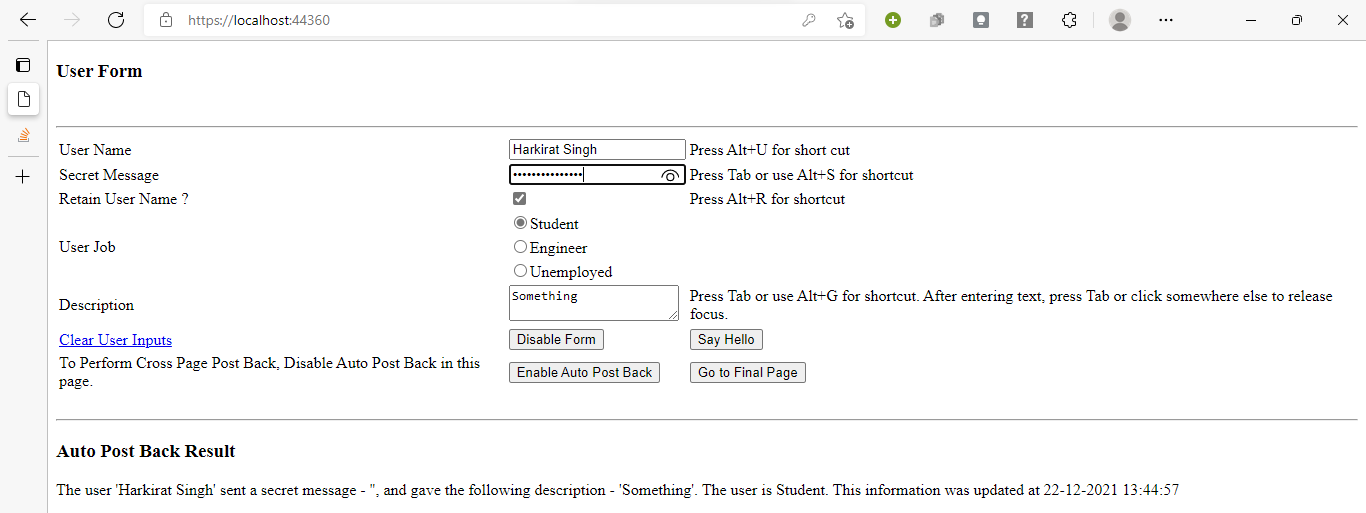 https://localhost:44360
User Form
User Name Harkirat Singh Press Alt+U for short cut
Secret Message ••••••••••••••• Press Tab or use Alt+S for shortcut
Retain User Name ? Press Alt+R for shortcut
Student
User Job Engineer
Unemployed
Description Something Press Tab or use Alt+G for shortcut. After entering text, press Tab or click somewhere else to release
focus.
Clear User Inputs Disable Form Say Hello
To Perform Cross Page Post Back, Disable Auto Post Back in this
page.
Enable Auto Post Back Go to Final Page
Auto Post Back Result
The user 'Harkirat Singh' sent a secret message - '', and gave the following description - 'Something'. The user is Student. This information was updated at 22-12-2021 13:44:57